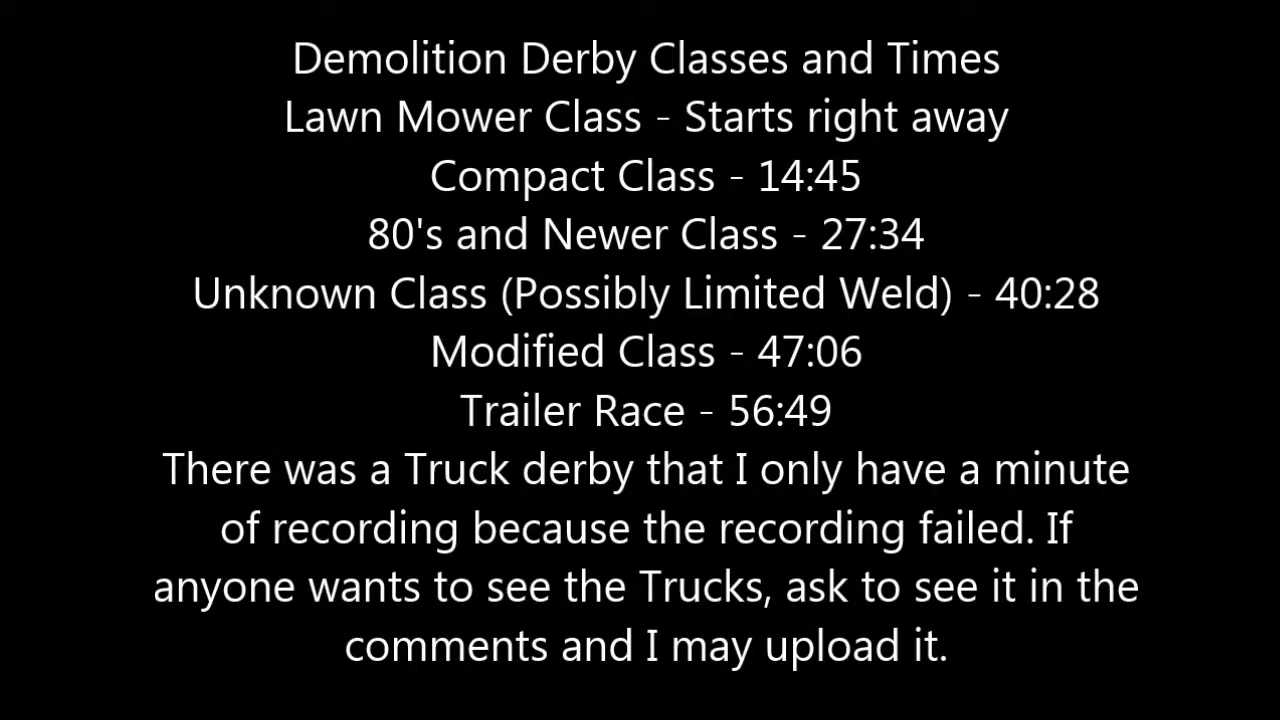 Demolition Derby Classes and Times
Lawn Mower Class - Starts right away
Compact Class - 14:45
80's and Newer Class - 27:34
Unknown Class (Possibly Limited Weld) - 40:28
Modified Class - 47:06
Trailer Race - 56:49
There was a Truck derby that I only have a minute
of recording because the recording failed. If
anyone wants to see the Trucks, ask to see it in the
comments and I may upload it.